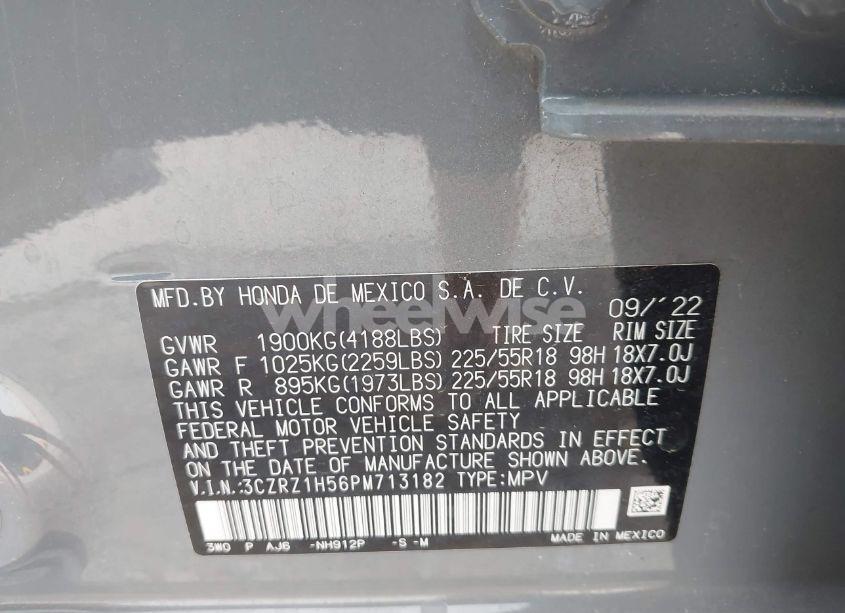 MFD.BY HONDA DE MEXICO S.A. DE C.V. 09/'22
GVWR 1900KG(4188LBS) TIRE SIZE RIM SIZE
GAWR F 1025KG(2259LBS) 225/55R18 98H 18X7.0J
GAWR R 895KG(1973LBS) 225/55R18 98H 18X7.0J
THIS VEHICLE CONFORMS TO ALL APPLICABLE
FEDERAL MOTOR VEHICLE SAFETY
AND THEFT PREVENTION STANDARDS IN EFFECT
ON THE DATE OF MANUFACTURE SHOWN ABOVE.
V.I.N.:3CZRZ1H56PM713182 TYPE:MPV
3W0 P AJ6 -NH912P -S -M MADE IN MEXICO
wheelwise